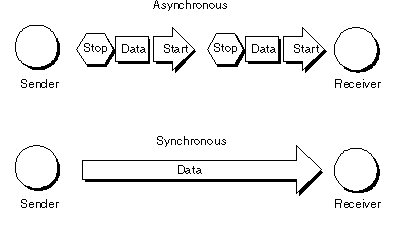 Asynchronous
Stop Data Start Stop Data Start
Sender Receiver
Synchronous
Data
Sender Receiver